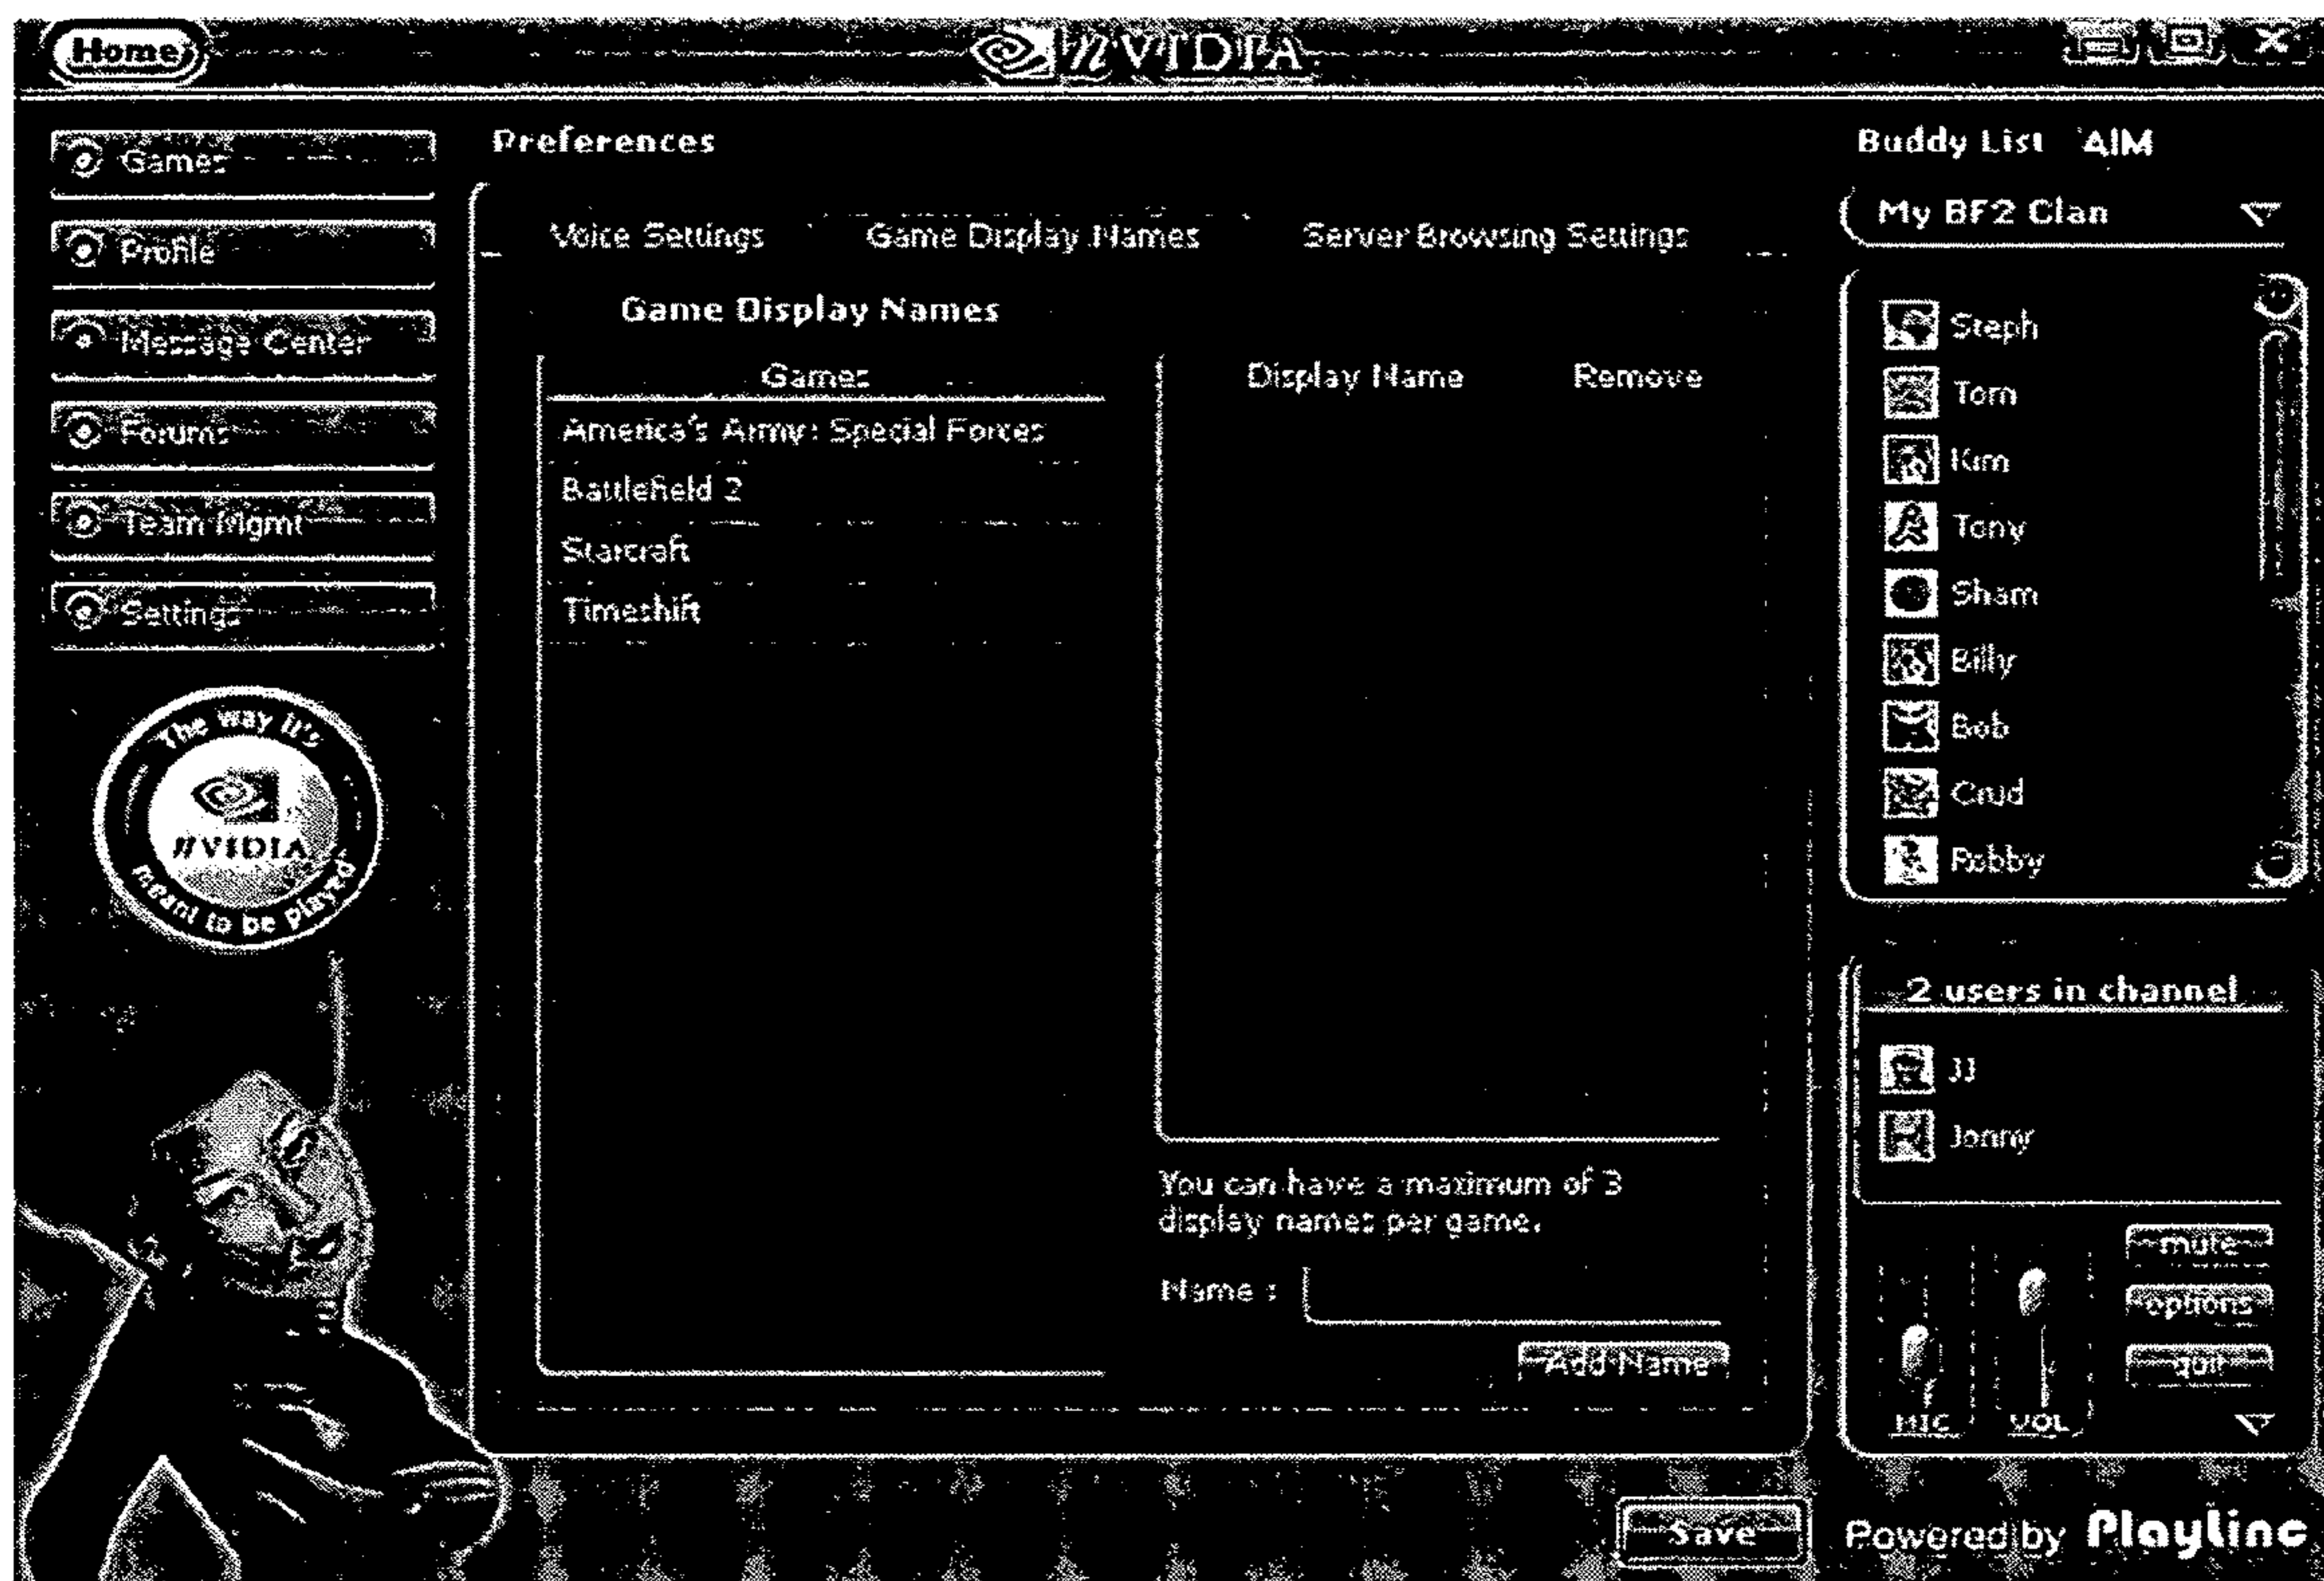 Home
nVIDIA
Games
Profile
Message Center
Forums
Team Mgmt
Settings
The way it's
nVIDIA
meant to be played
Preferences
Voice Settings
Game Display Names
Server Browsing Settings
Game Display Names
Games
America's Army: Special Forces
Battlefield 2
Starcraft
Timeshift
Display Name
Remove
You can have a maximum of 3
display names per game.
Name :
Add Name
Save
Buddy List AIM
My BF2 Clan
Steph
Tom
Kim
Tony
Sham
Billy
Bob
Crud
Robby
2 users in channel
JJ
Jonny
mute
options
quit
MIC
VOL
Powered by PlayLinc